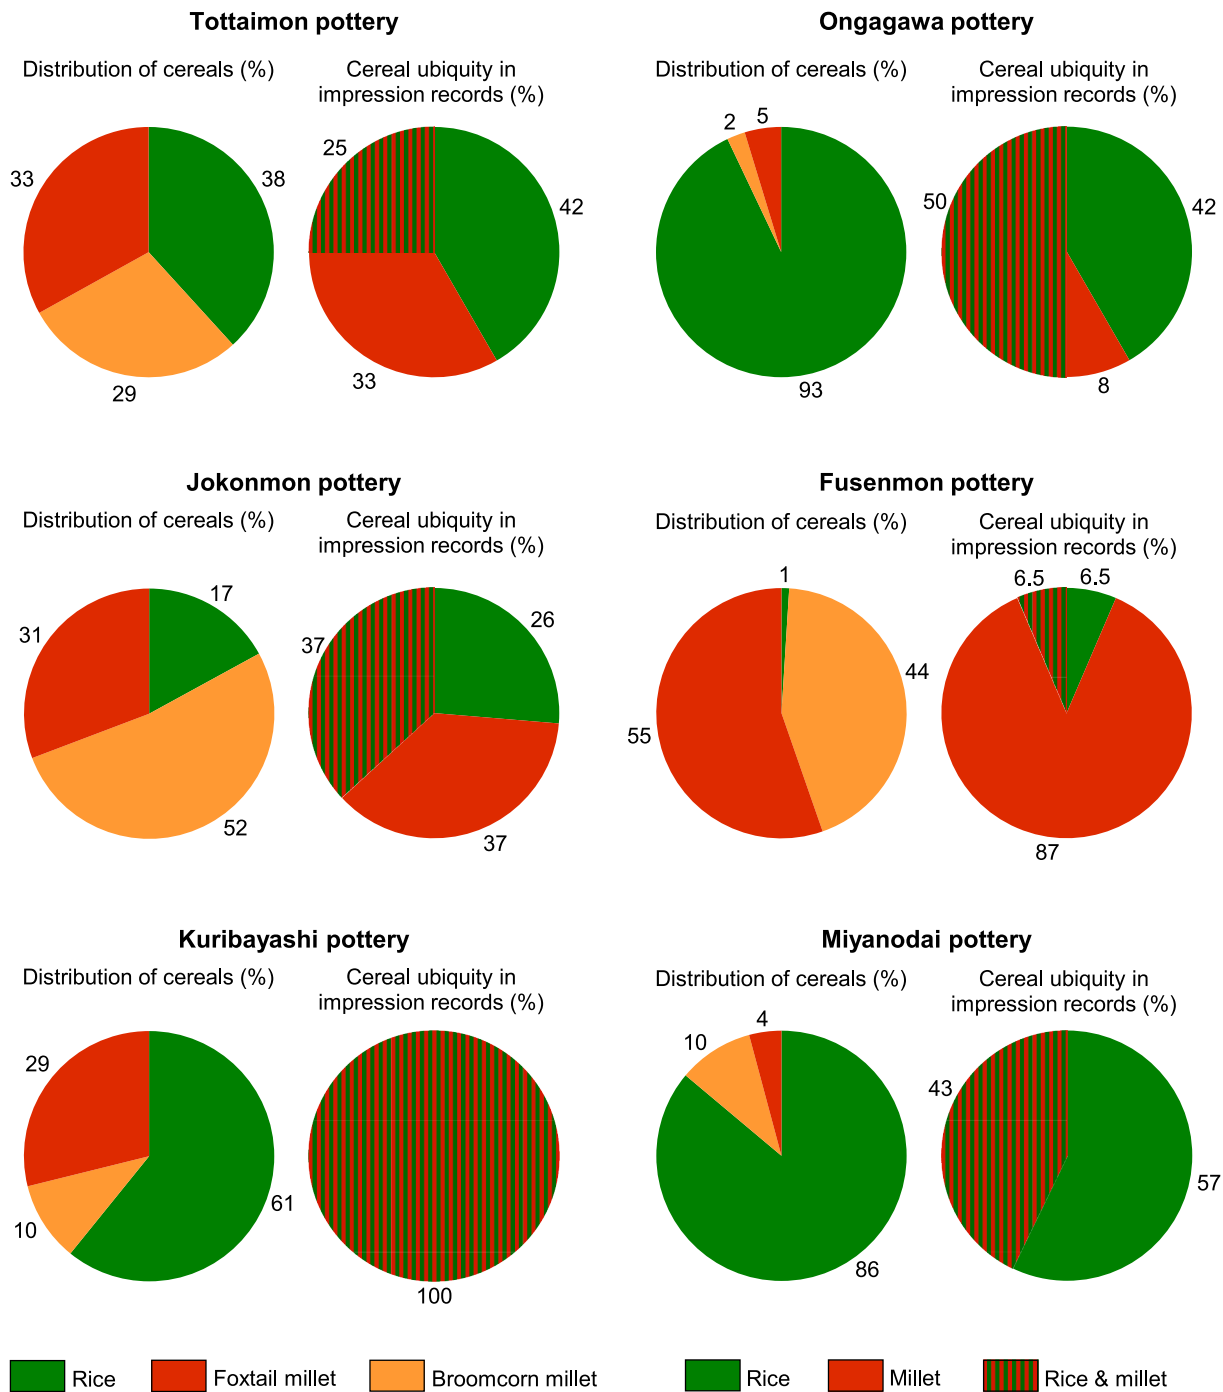 Tottaimon pottery
Distribution of cereals (%)
33
38
29
Cereal ubiquity in
impression records (%)
25
42
33
Ongagawa pottery
Distribution of cereals (%)
2
5
93
Cereal ubiquity in
impression records (%)
50
42
8
Jokonmon pottery
Distribution of cereals (%)
17
31
52
Cereal ubiquity in
impression records (%)
26
37
37
Fusenmon pottery
Distribution of cereals (%)
1
44
55
Cereal ubiquity in
impression records (%)
6.5
6.5
87
Kuribayashi pottery
Distribution of cereals (%)
29
61
10
Cereal ubiquity in
impression records (%)
100
Miyanodai pottery
Distribution of cereals (%)
4
10
86
Cereal ubiquity in
impression records (%)
43
57
Rice
Foxtail millet
Broomcorn millet
Rice
Millet
Rice & millet